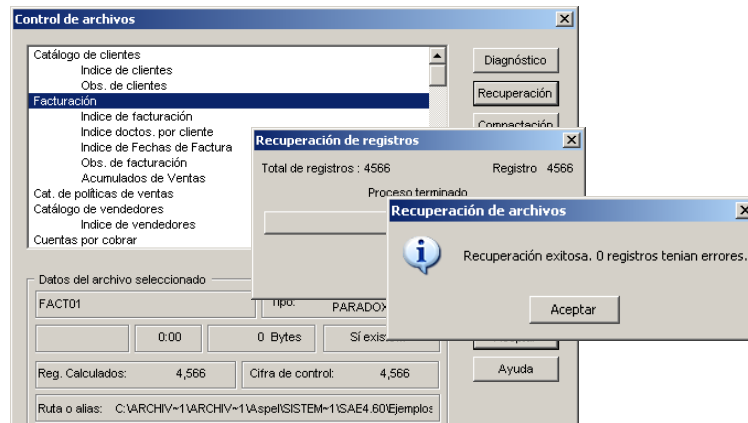 Control de archivos
Catálogo de clientes
Indice de clientes
Obs. de clientes
Facturación
Indice de facturación
Indice doctos. por cliente
Indice de Fechas de Factura
Obs. de facturación
Acumulados de Ventas
Cat. de políticas de ventas
Catálogo de vendedores
Indice de vendedores
Cuentas por cobrar
Diagnóstico
Recuperación
Compactación
Recuperación de registros
Total de registros : 4566 Registro 4566
Proceso terminado
Recuperación de archivos
Recuperación exitosa. 0 registros tenian errores.
Aceptar
Datos del archivo seleccionado
FACT01 Tipo: PARADOX
0:00 0 Bytes Sí exis
Reg. Calculados: 4,566 Cifra de control: 4,566
Ayuda
Ruta o alias: C:\ARCHIV~1\ARCHIV~1\Aspel\SISTEM~1\SAE4.60\Ejemplos